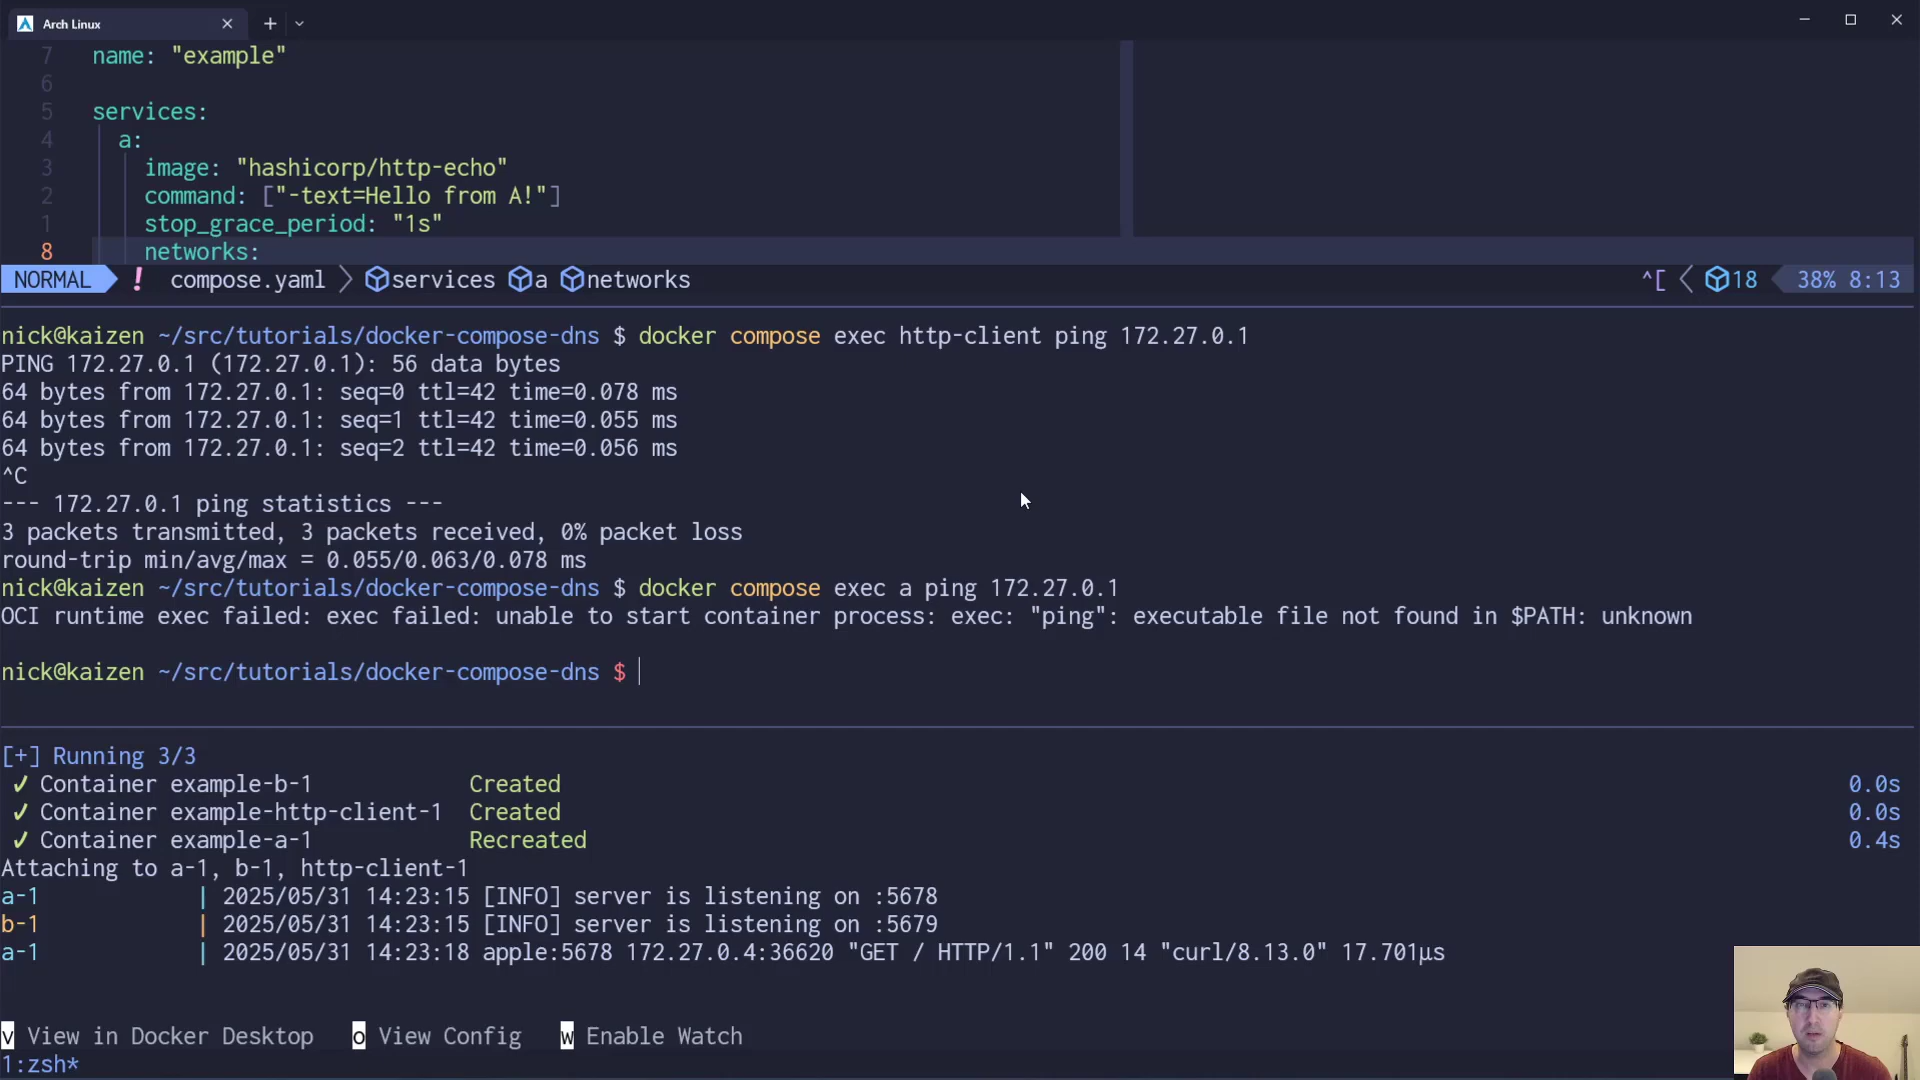 Arch Linux
7 name: "example"
6
5 services:
4 a:
3 image: "hashicorp/http-echo"
2 command: ["-text=Hello from A!"]
1 stop_grace_period: "1s"
8 networks:
NORMAL ! compose.yaml services a networks ^[ 18 38% 8:13
nick@kaizen ~/src/tutorials/docker-compose-dns $ docker compose exec http-client ping 172.27.0.1
PING 172.27.0.1 (172.27.0.1): 56 data bytes
64 bytes from 172.27.0.1: seq=0 ttl=42 time=0.078 ms
64 bytes from 172.27.0.1: seq=1 ttl=42 time=0.055 ms
64 bytes from 172.27.0.1: seq=2 ttl=42 time=0.056 ms
^C
--- 172.27.0.1 ping statistics ---
3 packets transmitted, 3 packets received, 0% packet loss
round-trip min/avg/max = 0.055/0.063/0.078 ms
nick@kaizen ~/src/tutorials/docker-compose-dns $ docker compose exec a ping 172.27.0.1
OCI runtime exec failed: exec failed: unable to start container process: exec: "ping": executable file not found in $PATH: unknown
nick@kaizen ~/src/tutorials/docker-compose-dns $
[+] Running 3/3
✓ Container example-b-1 Created 0.0s
✓ Container example-http-client-1 Created 0.0s
✓ Container example-a-1 Recreated 0.4s
Attaching to a-1, b-1, http-client-1
a-1 | 2025/05/31 14:23:15 [INFO] server is listening on :5678
b-1 | 2025/05/31 14:23:15 [INFO] server is listening on :5679
a-1 | 2025/05/31 14:23:18 apple:5678 172.27.0.4:36620 "GET / HTTP/1.1" 200 14 "curl/8.13.0" 17.701µs
v View in Docker Desktop o View Config w Enable Watch
1:zsh*